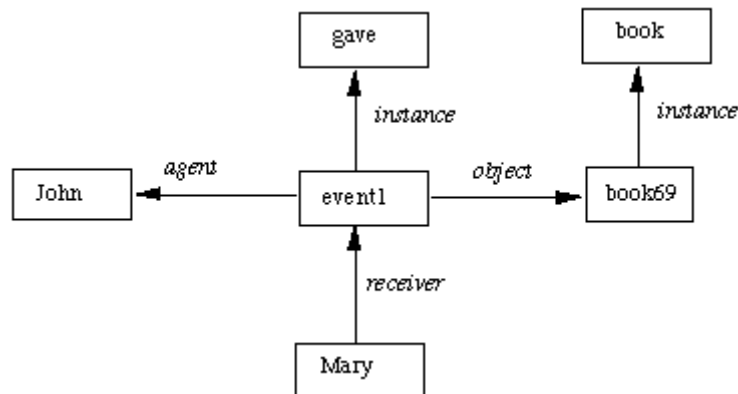 gave
book
instance
instance
agent
object
John
event1
book69
receiver
Mary